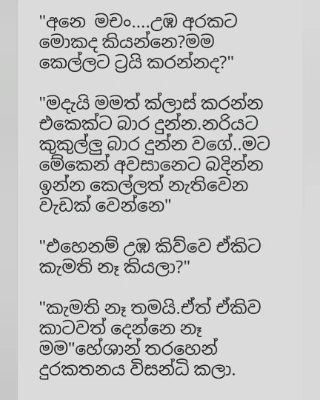 "අනෙ  මචං....උඹ අරකට
මොකද කියන්නෙ?මම
කෙල්ලට ට්‍රයි කරන්නද?"
"මදැයි මමත් ක්ලාස් කරන්න
එකෙක්ට බාර දුන්න.නරියට
කුකුල්ලු බාර දුන්න වගේ..මට
මේකෙන් අවසානෙට බදින්න
ඉන්න කෙල්ලත් නැතිවෙන
වැඩක් වෙන්නෙ"
"එහෙනම් උඹ කිව්වෙ ඒකිට
කැමති නෑ කියලා?"
"කැමති නෑ තමයි.ඒත් ඒකිව
කාටවත් දෙන්නෙ නෑ
මම"හේශාන් තරහෙන්
දුරකතනය විසන්ධි කලා.